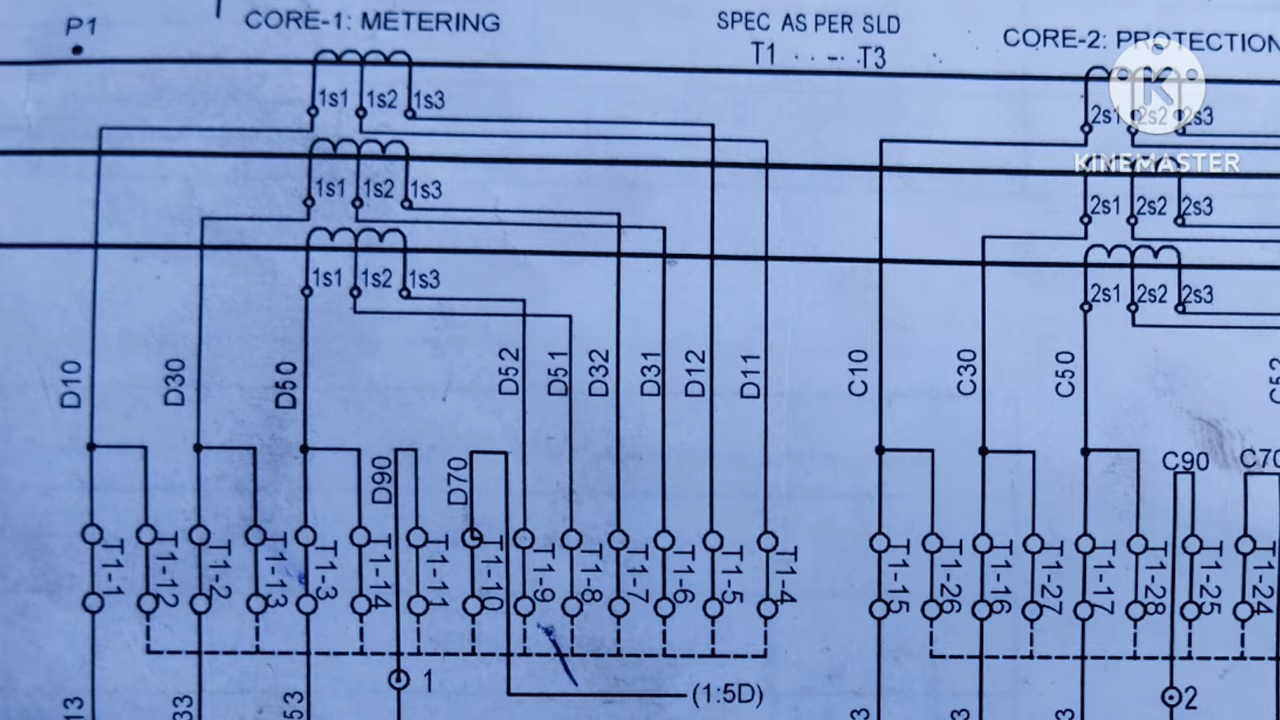 P1
CORE-1: METERING
SPEC AS PER SLD
T1 . . - . . T3
CORE-2: PROTECTION
1s1 1s2 1s3
2s1 2s2 2s3
KINEMASTER
1s1 1s2 1s3
2s1 2s2 2s3
1s1 1s2 1s3
2s1 2s2 2s3
D10 D30 D50 D52 D51 D32 D31 D12 D11 C10 C30 C50 C52
D90 D70 C90 C70
T1-1 T1-12 T1-2 T1-13 T1-3 T1-14 T1-11 T1-10 T1-9 T1-8 T1-7 T1-6 T1-5 T1-4 T1-15 T1-26 T1-16 T1-27 T1-17 T1-28 T1-25 T1-24
1 (1:5D) 2
13 33 53 3 3 3